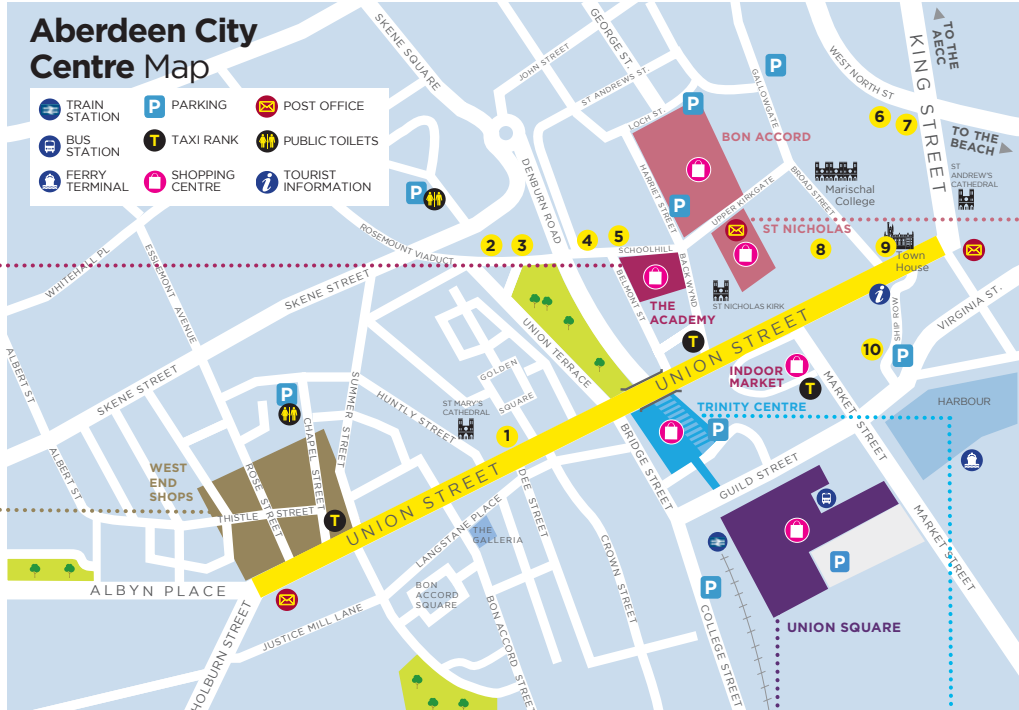 Aberdeen City
Centre Map
TRAIN
STATION
P
PARKING
POST OFFICE
BUS
STATION
T
TAXI RANK
PUBLIC TOILETS
FERRY
TERMINAL
SHOPPING
CENTRE
i
TOURIST
INFORMATION
SKENE SQUARE
GEORGE ST.
JOHN STREET
ST ANDREWS ST.
LOCH ST.
P
P
GALLOWGATE
WEST NORTH ST
KING STREET
TO THE
AECC
TO THE
BEACH
6
7
ST
ANDREW'S
CATHEDRAL
BON ACCORD
HARRIET STREET
P
UPPER KIRKGATE
BROAD STREET
Marischal
College
DENBURN ROAD
P
ROSEMOUNT VIADUCT
2
3
4
5
SCHOOLHILL
ST NICHOLAS
8
9
Town
House
WHITEHALL PL
ESSLEMONT AVENUE
SKENE STREET
BELMONT ST
BACK WYND
ST NICHOLAS KIRK
THE
ACADEMY
T
i
SHIP ROW
VIRGINIA ST.
10
P
UNION TERRACE
UNION STREET
INDOOR
MARKET
T
MARKET STREET
HARBOUR
ALBERT ST
SKENE STREET
SUMMER STREET
HUNTLY STREET
GOLDEN
SQUARE
ST MARY'S
CATHEDRAL
1
TRINITY CENTRE
P
P
CHAPEL STREET
ALBERT ST
WEST
END
SHOPS
ROSE STREET
THISTLE STREET
T
UNION STREET
BRIDGE STREET
GUILD STREET
DEE STREET
LANGSTANE PLACE
THE
GALLERIA
CROWN STREET
MARKET STREET
P
P
ALBYN PLACE
BON
ACCORD
SQUARE
JUSTICE MILL LANE
HOLBURN STREET
BON ACCORD STREET
COLLEGE STREET
UNION SQUARE